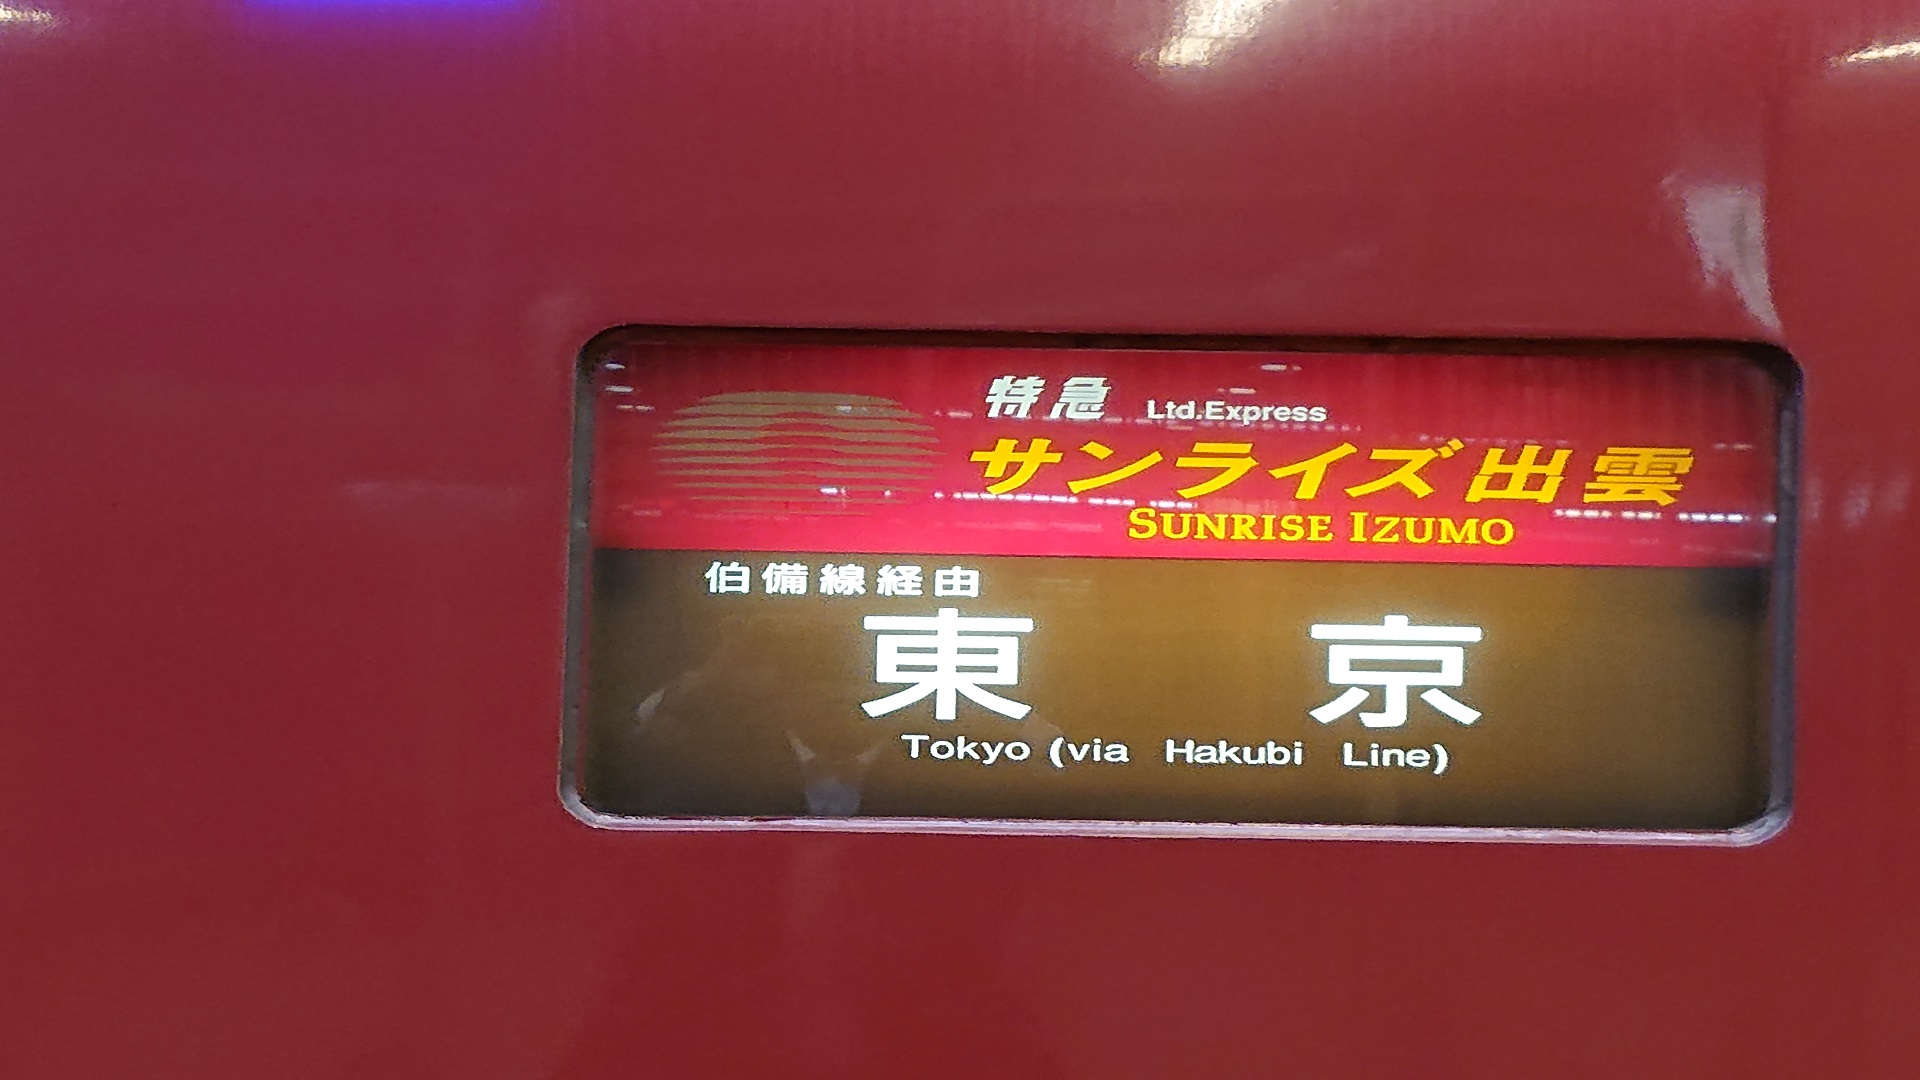 特急 Ltd.Express
サンライズ出雲
SUNRISE IZUMO
伯備線経由
東京
Tokyo (via Hakubi Line)